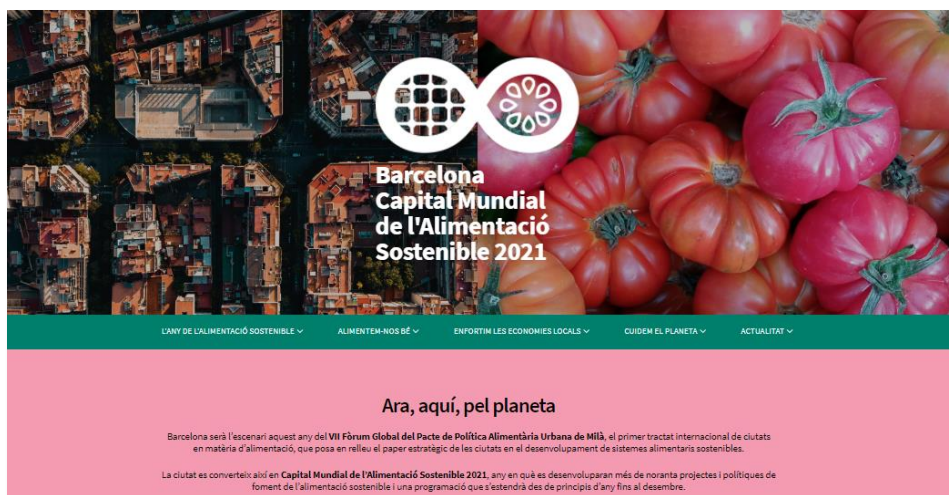 Barcelona
Capital Mundial
de l'Alimentació
Sostenible 2021
L'ANY DE L'ALIMENTACIÓ SOSTENIBLE
ALIMENTEM-NOS BÉ
ENFORTIM LES ECONOMIES LOCALS
CUIDEM EL PLANETA
ACTUALITAT
Ara, aquí, pel planeta
Barcelona serà l'escenari aquest any del VII Fòrum Global del Pacte de Política Alimentària Urbana de Milà, el primer tractat internacional de ciutats
en matèria d'alimentació, que posa en relleu el paper estratègic de les ciutats en el desenvolupament de sistemes alimentaris sostenibles.
La ciutat es converteix així en Capital Mundial de l'Alimentació Sostenible 2021, any en què es desenvoluparan més de noranta projectes i polítiques de
foment de l'alimentació sostenible i una programació que s'estendrà des de principis d'any fins al desembre.